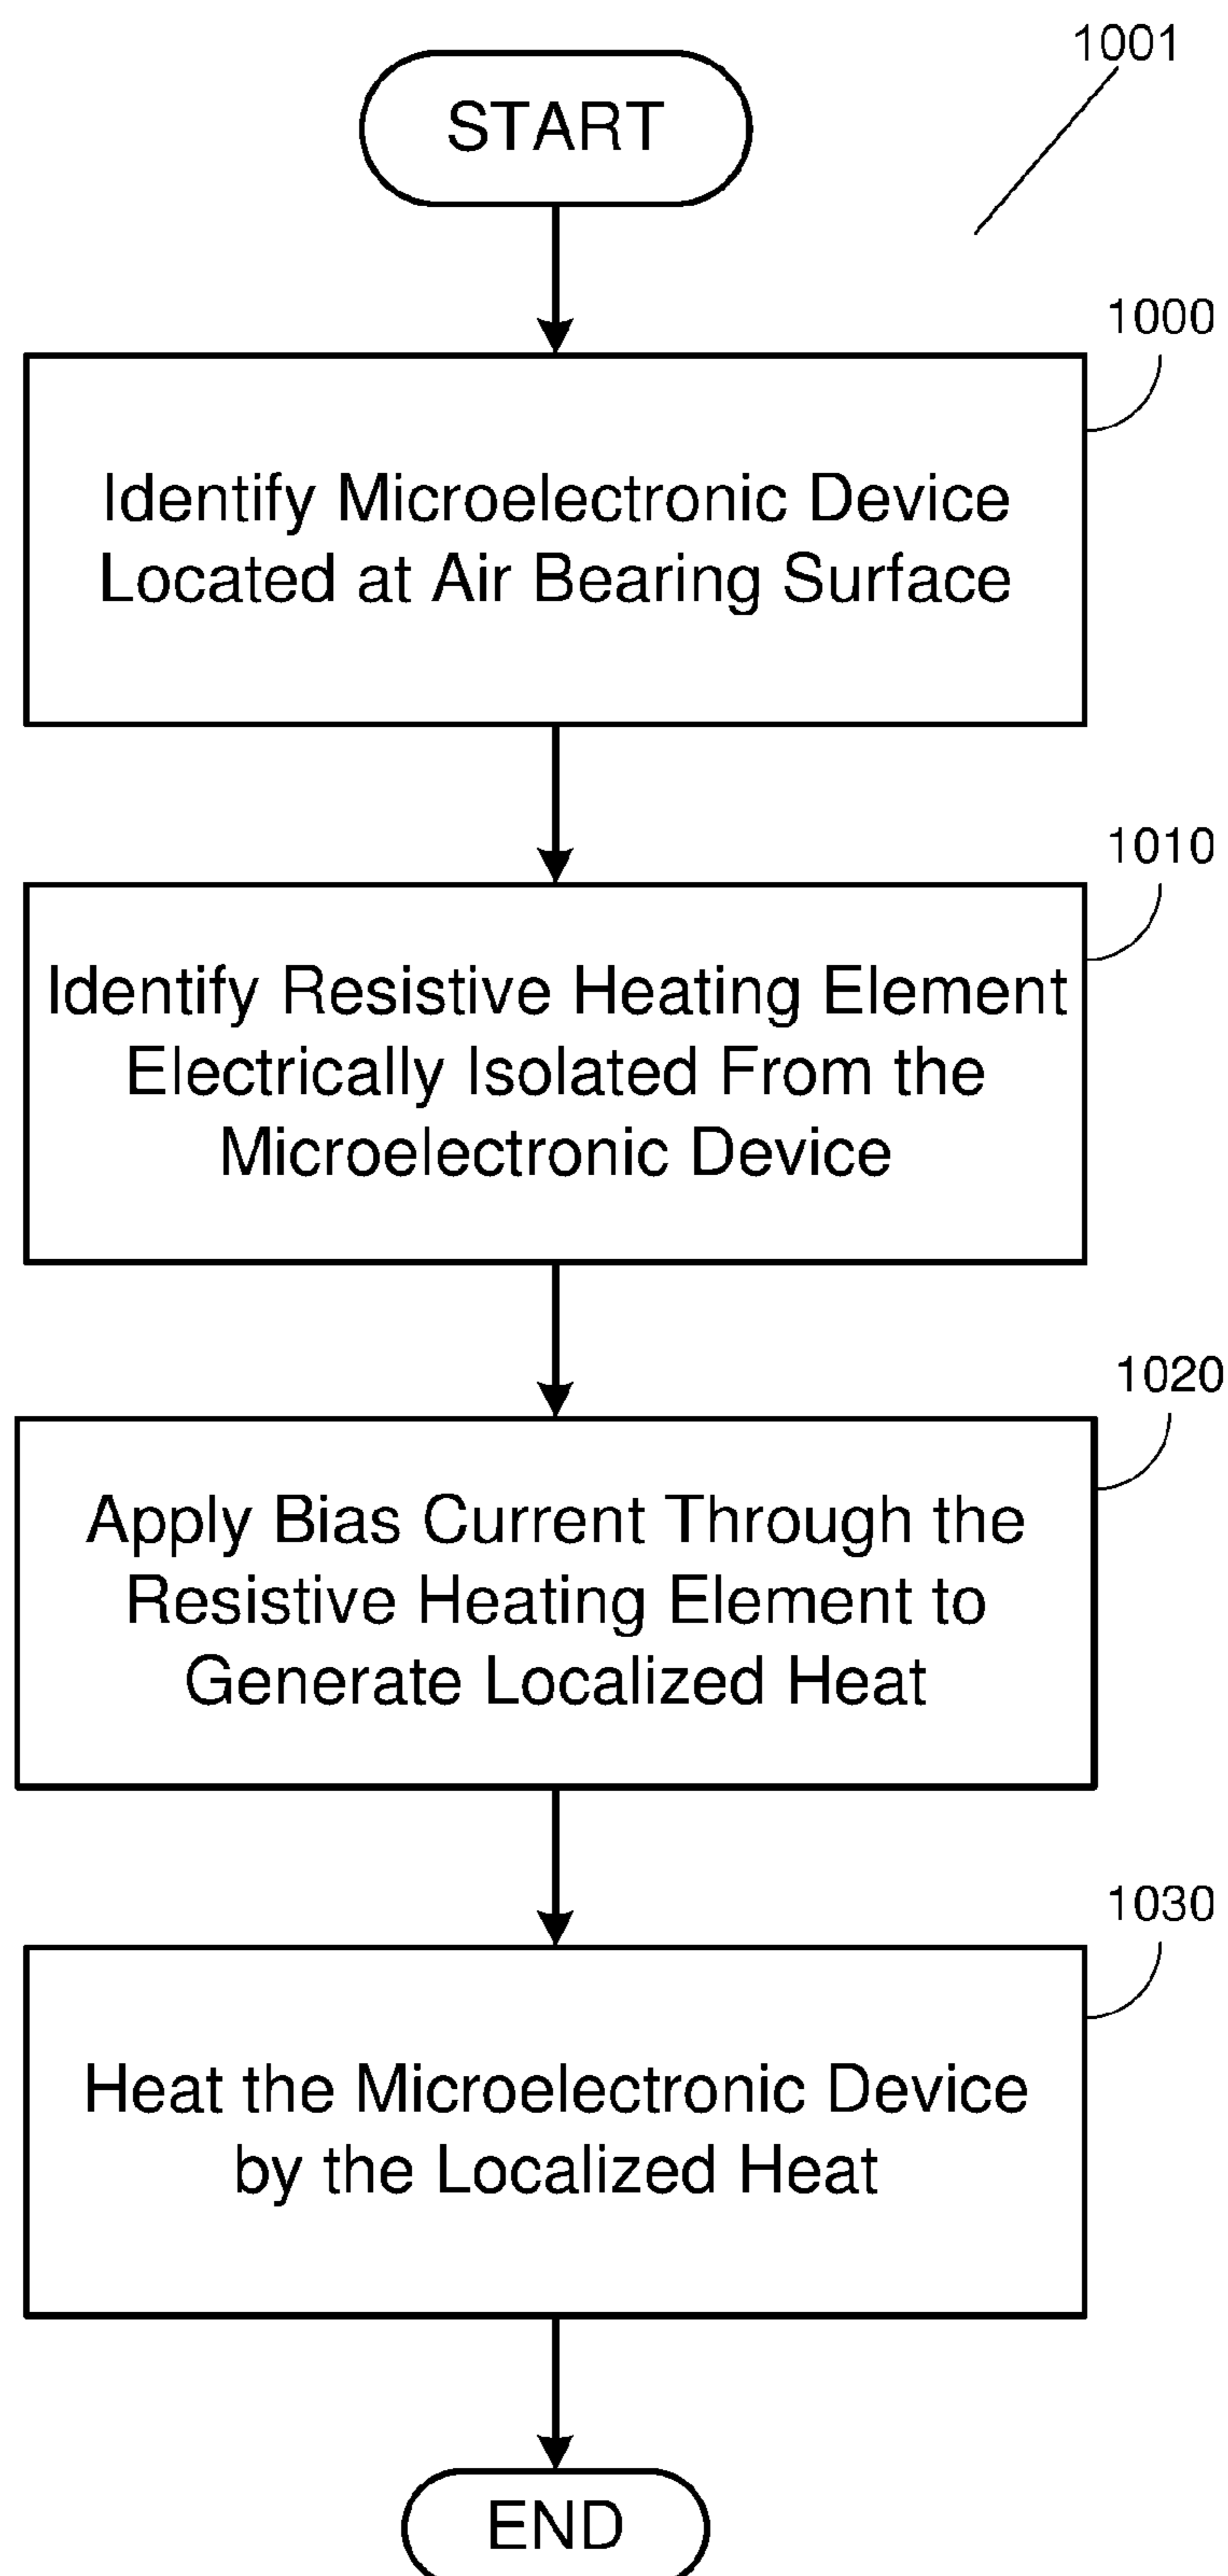 1001
START
1000
Identify Microelectronic Device
Located at Air Bearing Surface
1010
Identify Resistive Heating Element
Electrically Isolated From the
Microelectronic Device
1020
Apply Bias Current Through the
Resistive Heating Element to
Generate Localized Heat
1030
Heat the Microelectronic Device
by the Localized Heat
END